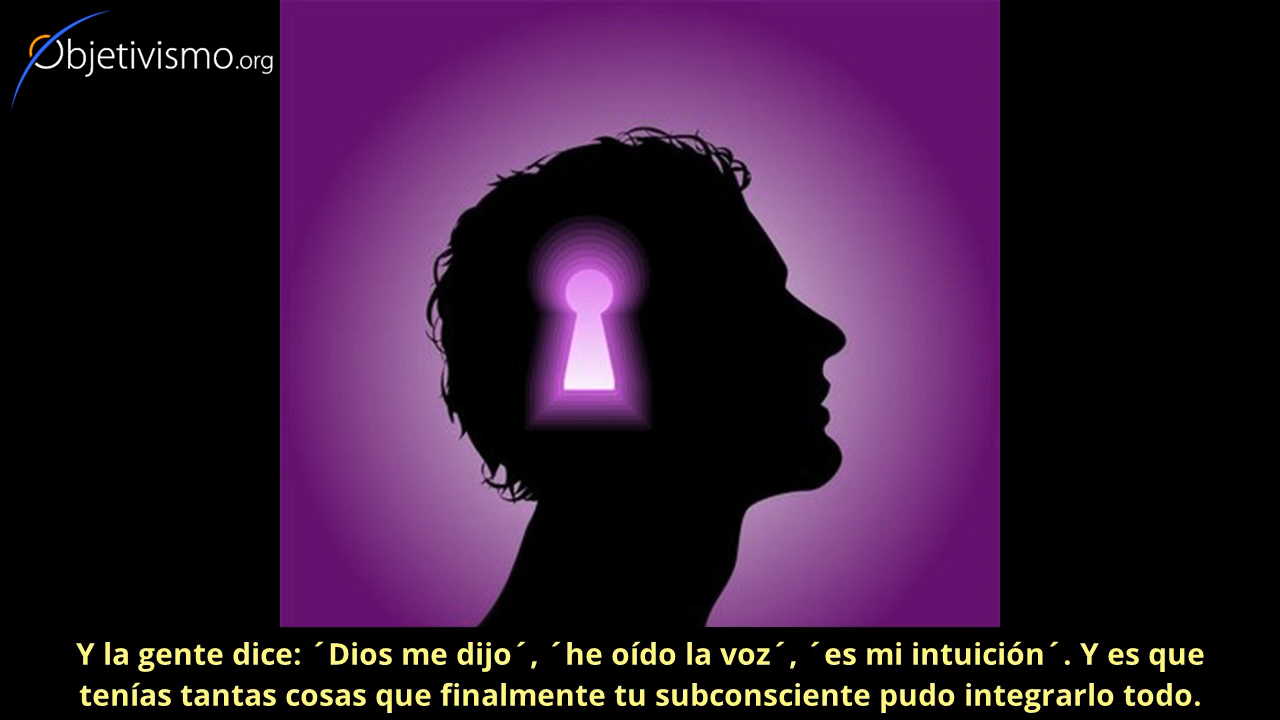 Objetivismo.org
Y la gente dice: ´Dios me dijo´, ´he oído la voz´, ´es mi intuición´. Y es que
tenías tantas cosas que finalmente tu subconsciente pudo integrarlo todo.